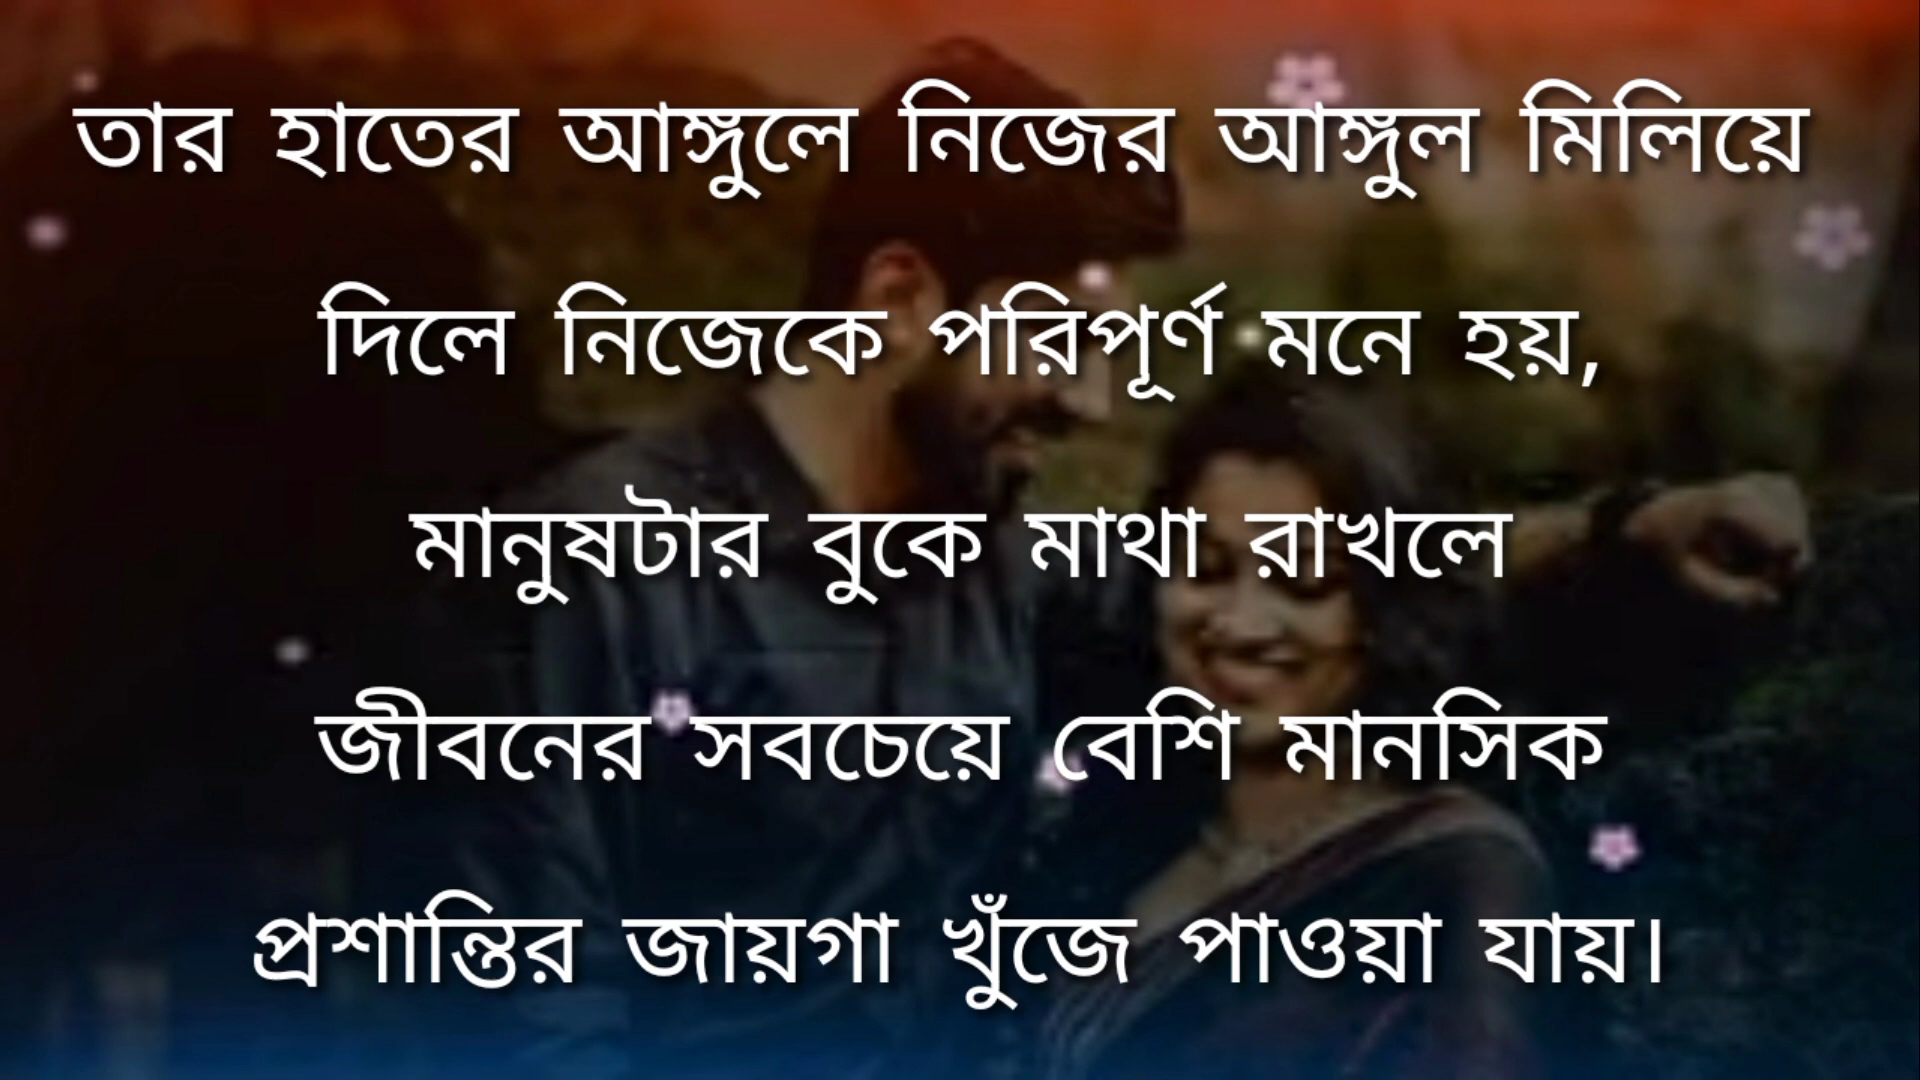 তার হাতের আঙ্গুলে নিজের আঙ্গুল মিলিয়ে
দিলে নিজেকে পরিপূর্ণ মনে হয়,
মানুষটার বুকে মাথা রাখলে
জীবনের সবচেয়ে বেশি মানসিক
প্রশান্তির জায়গা খুঁজে পাওয়া যায়।